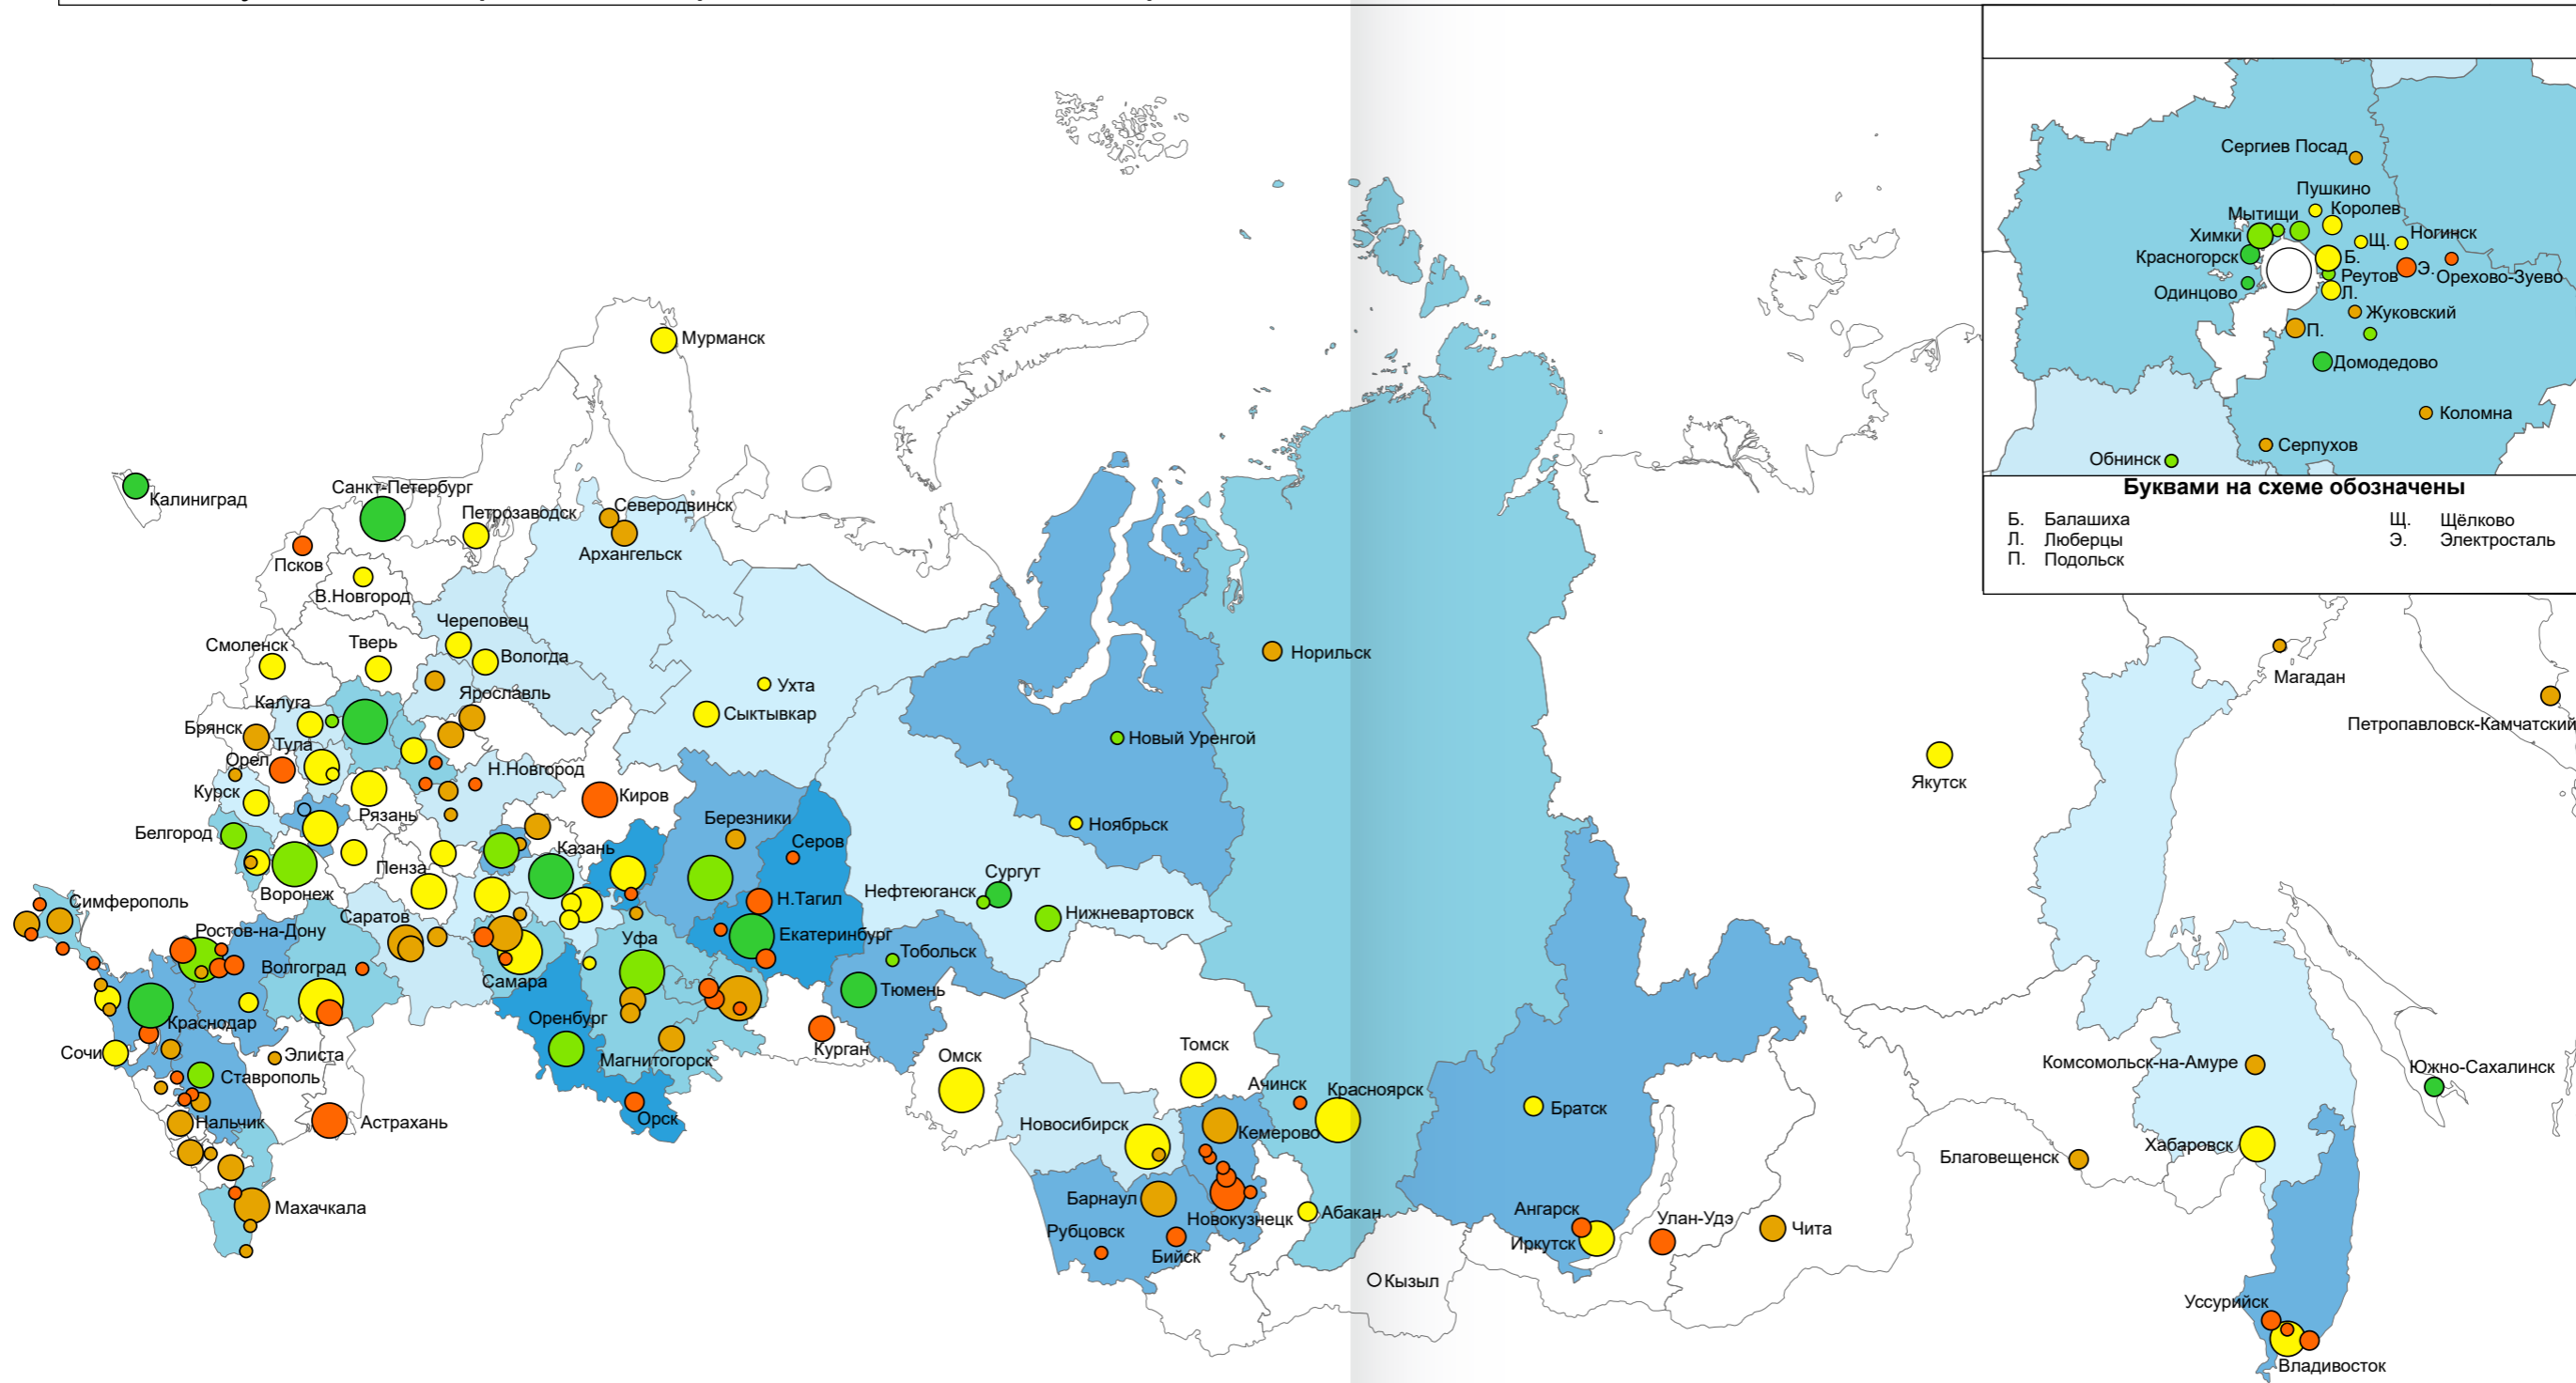 Сергиев Посад
Пушкино
Мытищи
Королев
Химки
Щ.
Ногинск
Красногорск
Б.
Э.
Реутов
Орехово-Зуево
Одинцово
Л.
Жуковский
П.
Домодедово
Коломна
Серпухов
Обнинск
Буквами на схеме обозначены
Б. Балашиха
Щ. Щёлково
Л. Люберцы
Э. Электросталь
П. Подольск
Мурманск
Калининград
Санкт-Петербург
Северодвинск
Петрозаводск
Архангельск
Псков
В.Новгород
Череповец
Смоленск
Тверь
Вологда
Норильск
Магадан
Ухта
Ярославль
Калуга
Сыктывкар
Петропавловск-Камчатский
Брянск
Новый Уренгой
Тула
Орел
Н.Новгород
Якутск
Курск
Киров
Рязань
Березники
Ноябрьск
Белгород
Серов
Казань
Пенза
Сургут
Нефтеюганск
Воронеж
Н.Тагил
Симферополь
Саратов
Нижневартовск
Ростов-на-Дону
Екатеринбург
Уфа
Тобольск
Волгоград
Самара
Тюмень
Оренбург
Краснодар
Сочи
Элиста
Магнитогорск
Курган
Омск
Томск
Комсомольск-на-Амуре
Южно-Сахалинск
Ставрополь
Ачинск
Красноярск
Братск
Орск
Нальчик
Астрахань
Новосибирск
Кемерово
Хабаровск
Благовещенск
Махачкала
Барнаул
Новокузнецк
Абакан
Ангарск
Улан-Удэ
Чита
Рубцовск
Бийск
Иркутск
Кызыл
Уссурийск
Владивосток